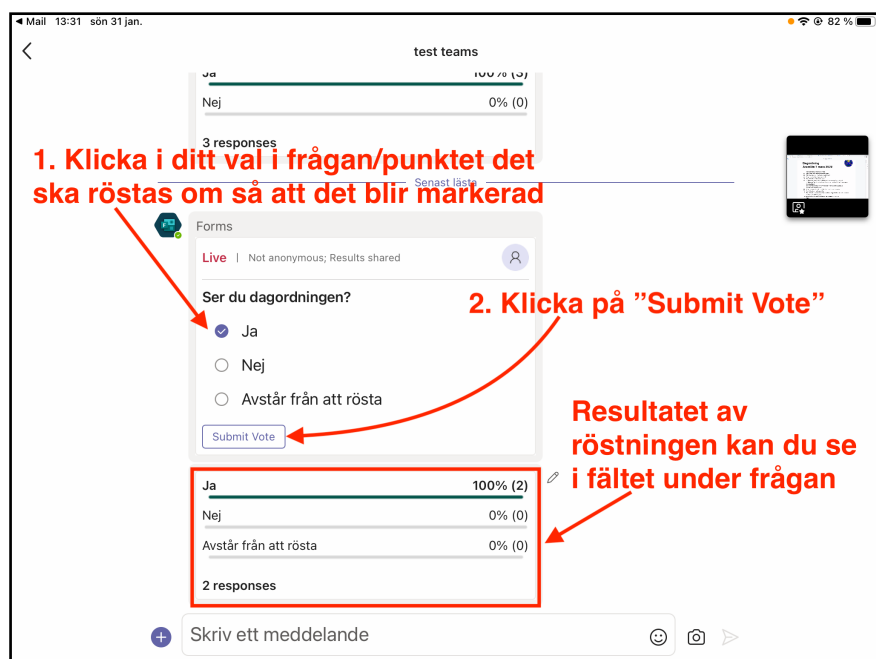 Mail 13:31 sön 31 jan. 82 %
test teams
Ja 100% (3)
Nej 0% (0)
3 responses
1. Klicka i ditt val i frågan/punktet det
ska röstas om så att det blir markerad
Senast lästa
Forms
Live | Not anonymous; Results shared
Ser du dagordningen?
2. Klicka på ”Submit Vote”
Ja
Nej
Avstår från att rösta
Submit Vote
Resultatet av
röstningen kan du se
i fältet under frågan
Ja 100% (2)
Nej 0% (0)
Avstår från att rösta 0% (0)
2 responses
Skriv ett meddelande